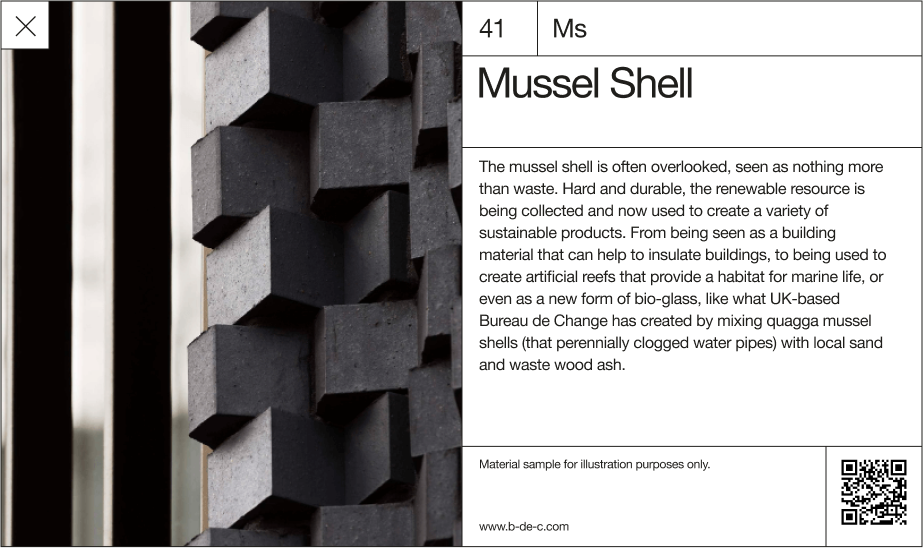 41
Ms
Mussel Shell
The mussel shell is often overlooked, seen as nothing more
than waste. Hard and durable, the renewable resource is
being collected and now used to create a variety of
sustainable products. From being seen as a building
material that can help to insulate buildings, to being used to
create artificial reefs that provide a habitat for marine life, or
even as a new form of bio-glass, like what UK-based
Bureau de Change has created by mixing quagga mussel
shells (that perennially clogged water pipes) with local sand
and waste wood ash.
Material sample for illustration purposes only.
www.b-de-c.com